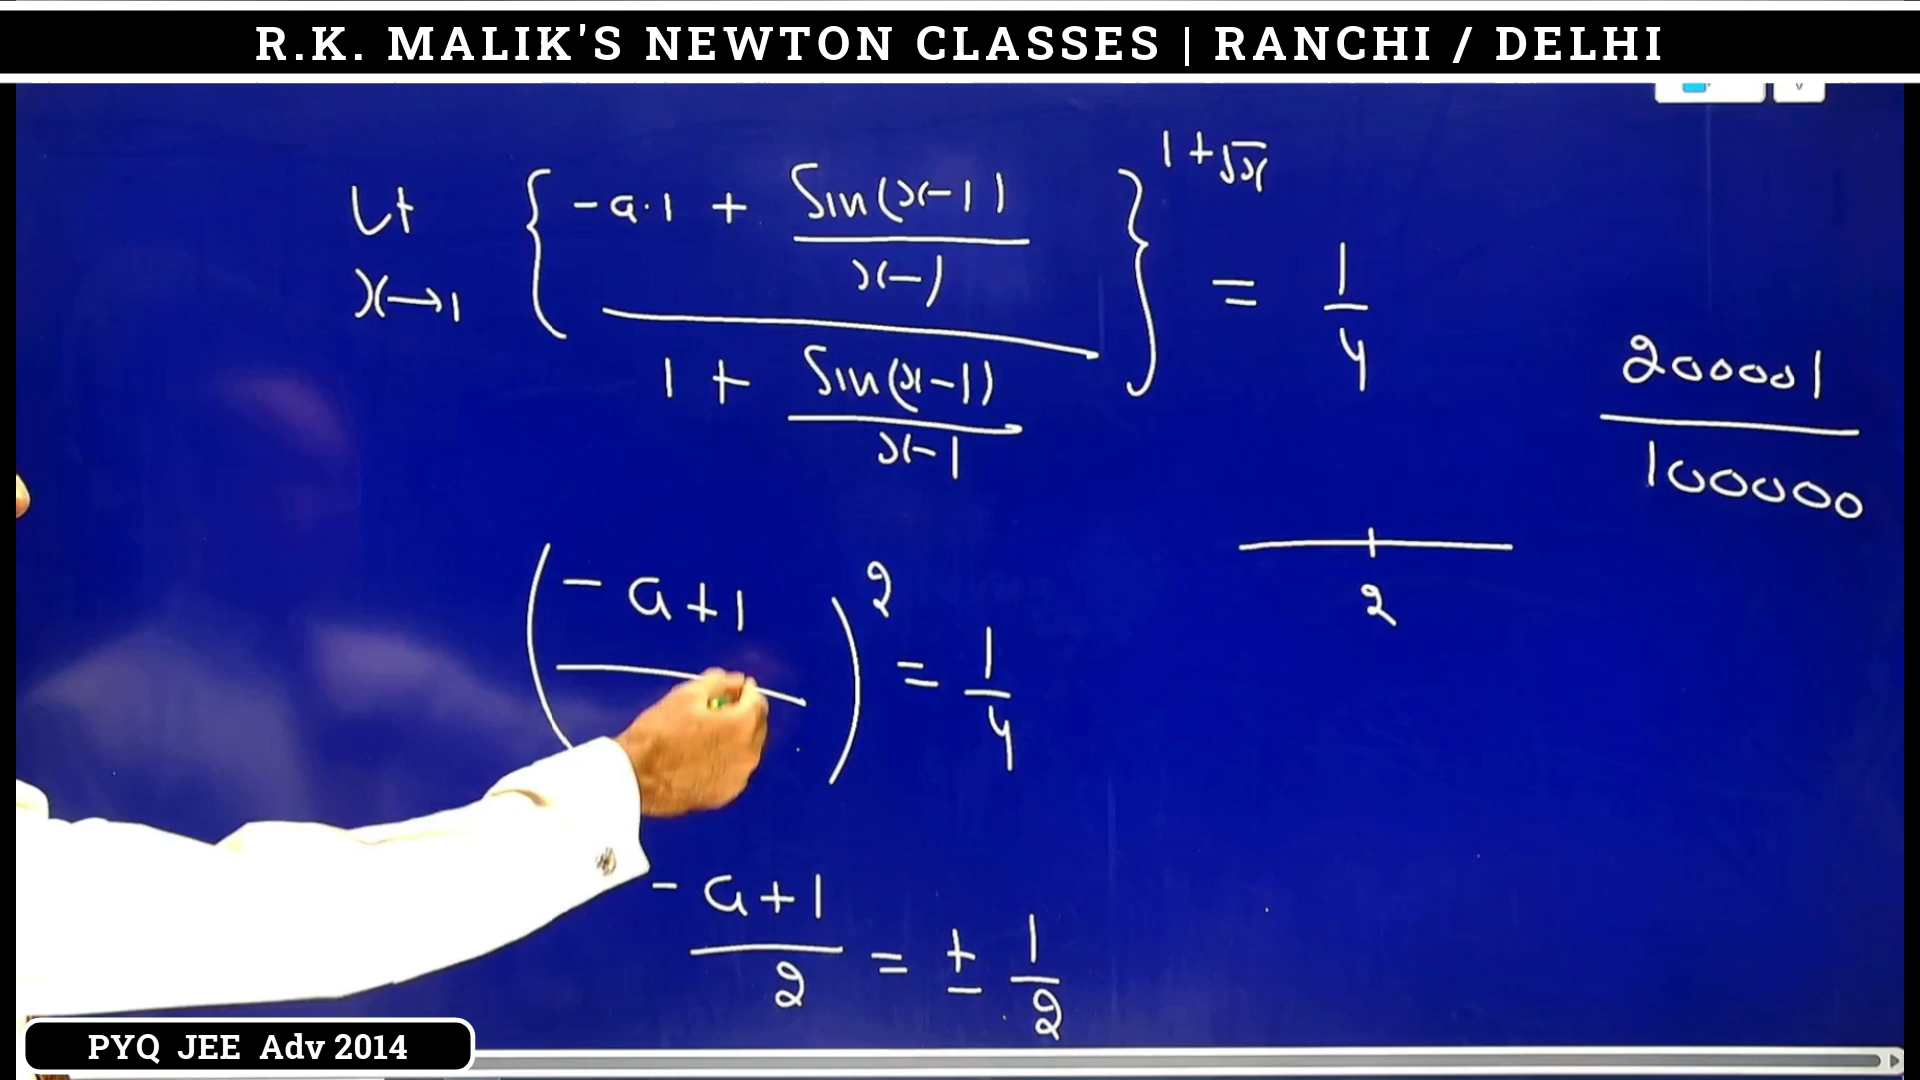 R.K. MALIK'S NEWTON CLASSES | RANCHI / DELHI
Lt x→1 { (-a·1 + Sin(x-1)/(x-1)) / (1 + Sin(x-1)/(x-1)) }^(1+√x) = 1/4
200001/100000
2
(-a+1 / )² = 1/4
-a+1/2 = ± 1/2
PYQ JEE Adv 2014